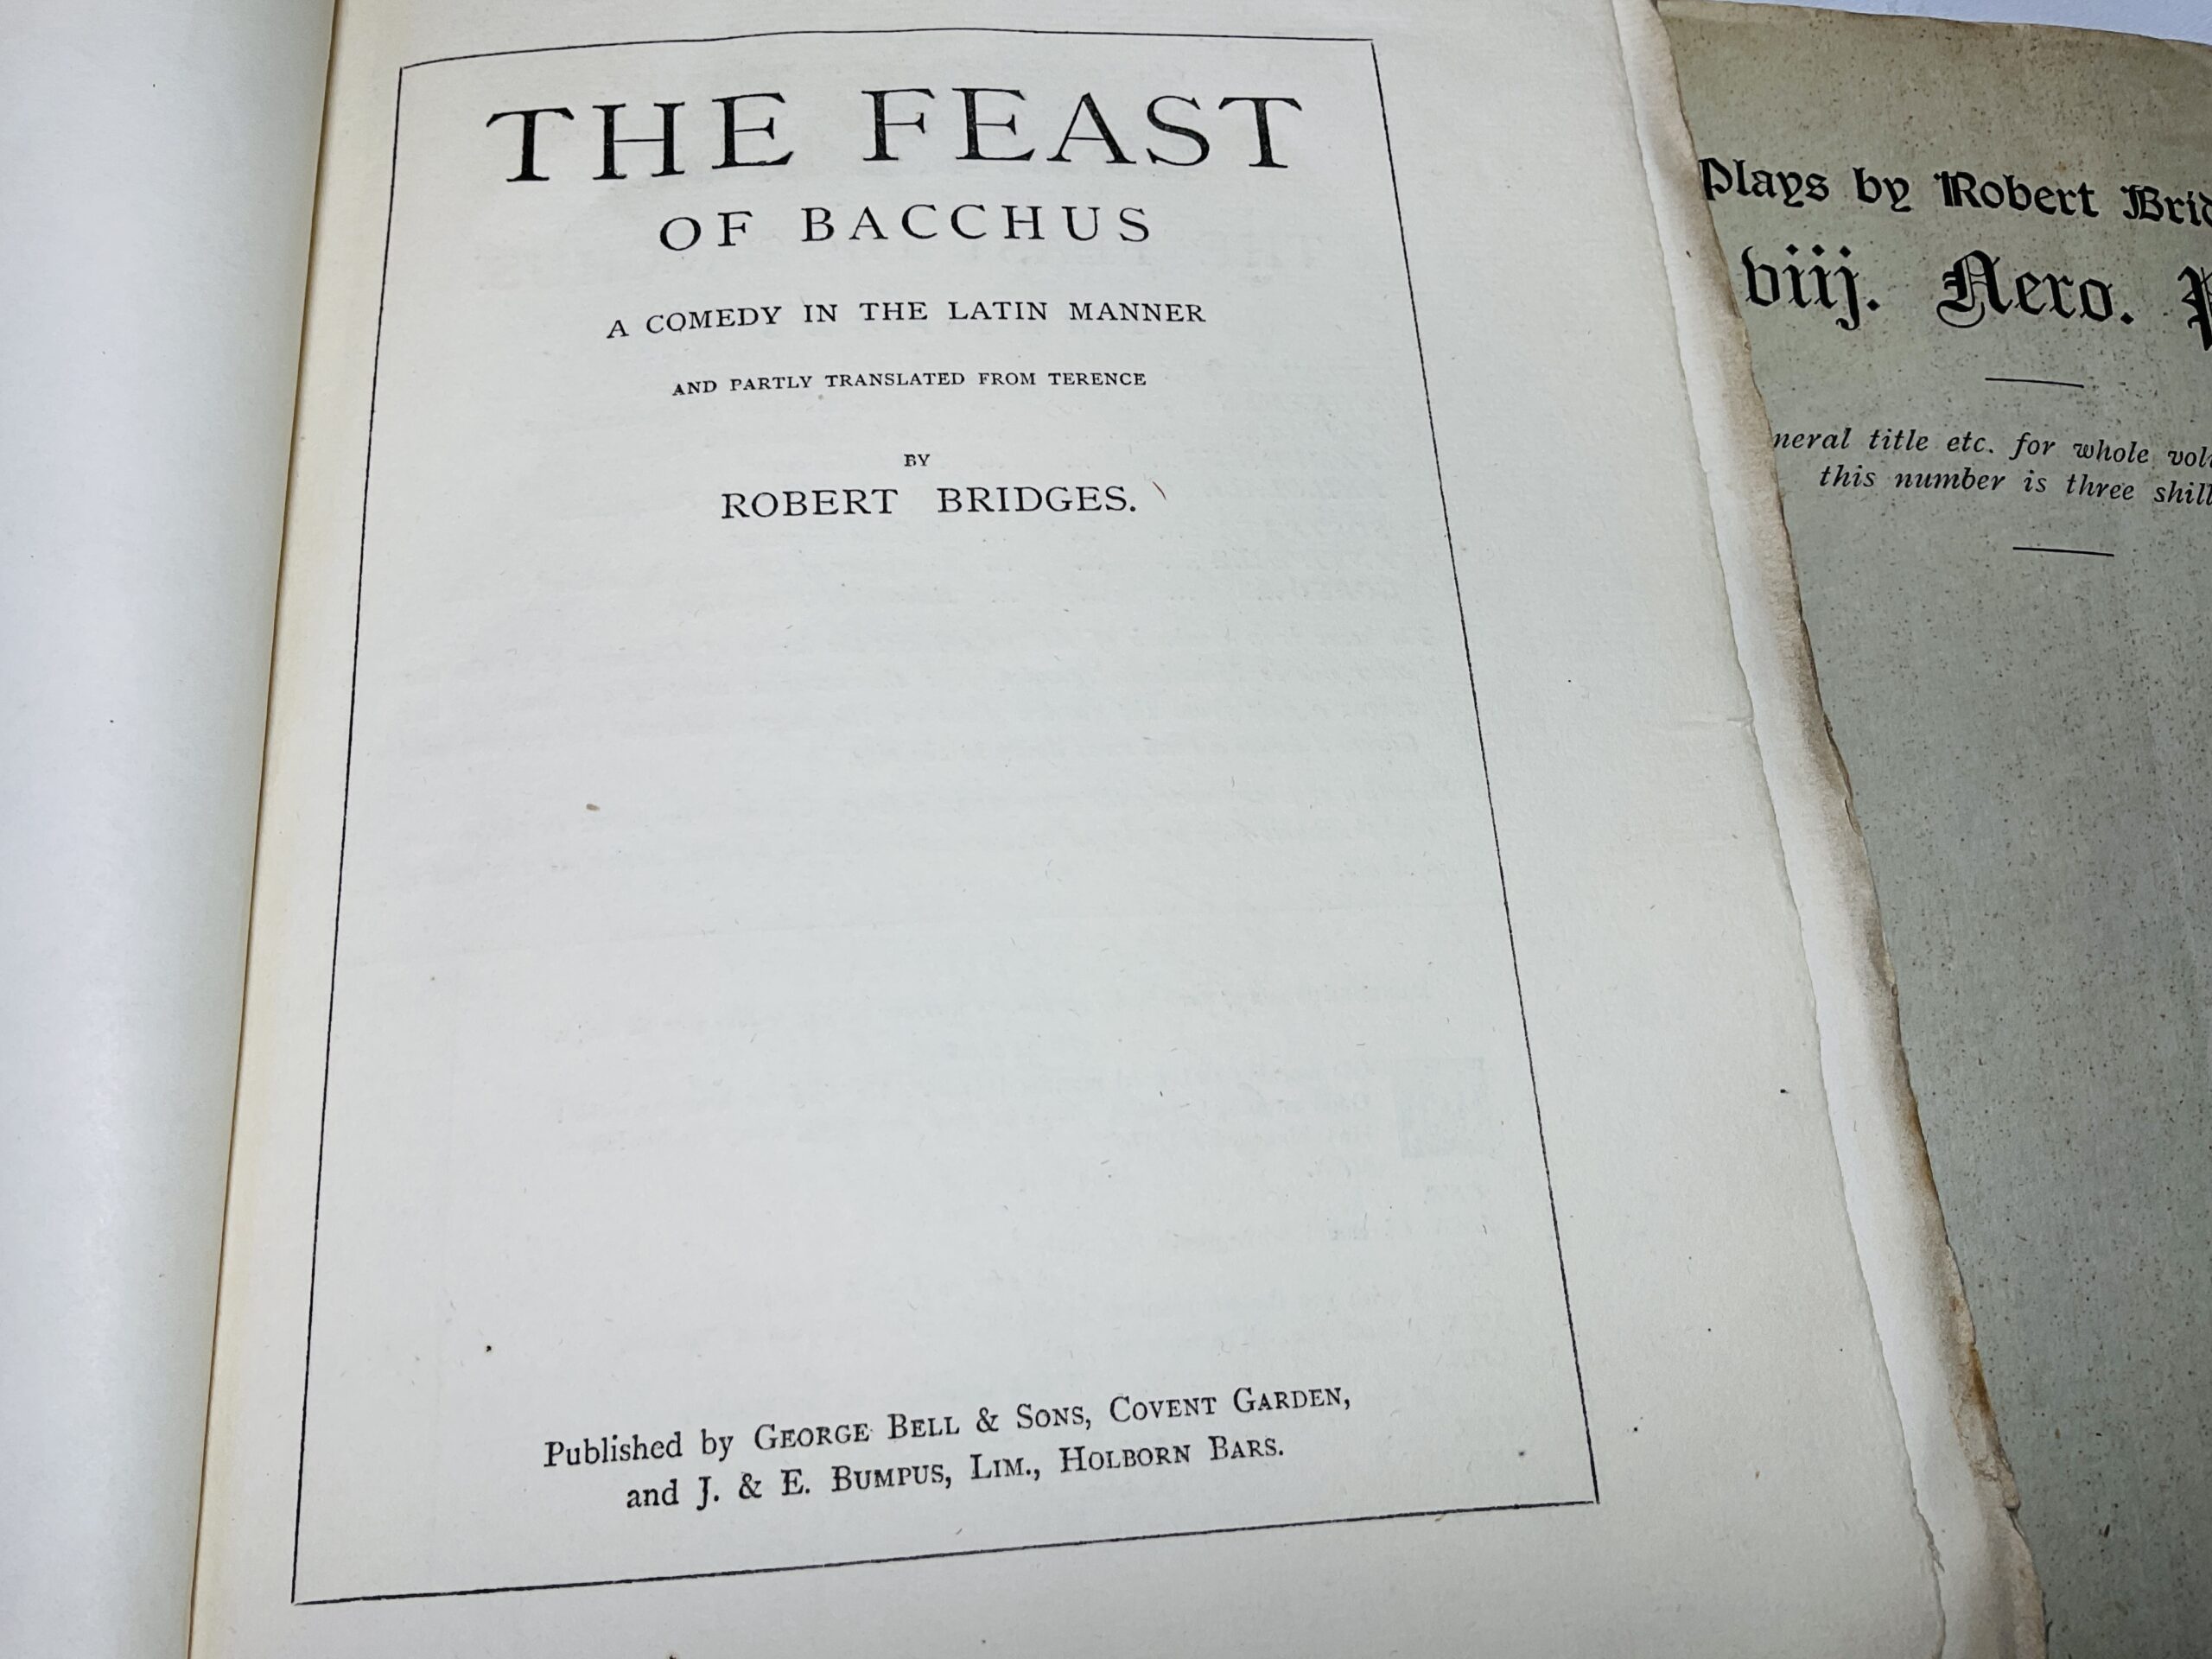 THE FEAST
OF BACCHUS
A COMEDY IN THE LATIN MANNER
AND PARTLY TRANSLATED FROM TERENCE
BY
ROBERT BRIDGES.
Published by GEORGE BELL & SONS, COVENT GARDEN,
and J. & E. BUMPUS, LIM., HOLBORN BARS.
Plays by Robert
viij. Nero.
title etc. for whole
this number is three